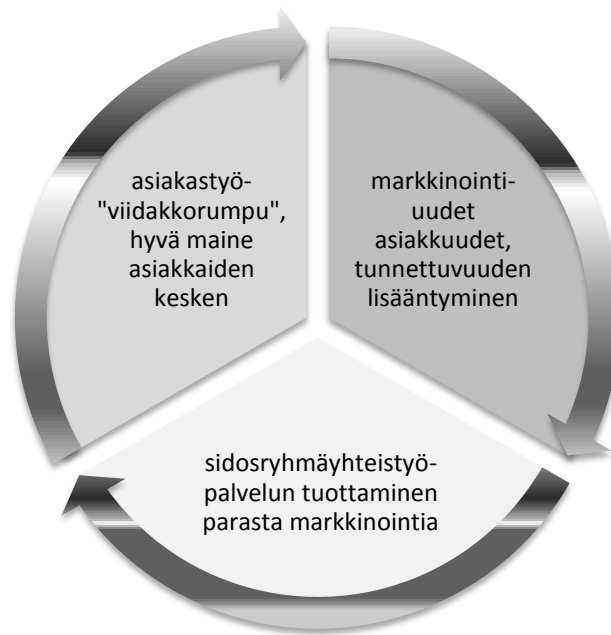 asiakastyö-
"viidakkorumpu",
hyvä maine
asiakkaiden
kesken
markkinointi-
uudet
asiakkuudet,
tunnettuvuuden
lisääntyminen
sidosryhmäyhteistyö-
palvelun tuottaminen
parasta markkinointia